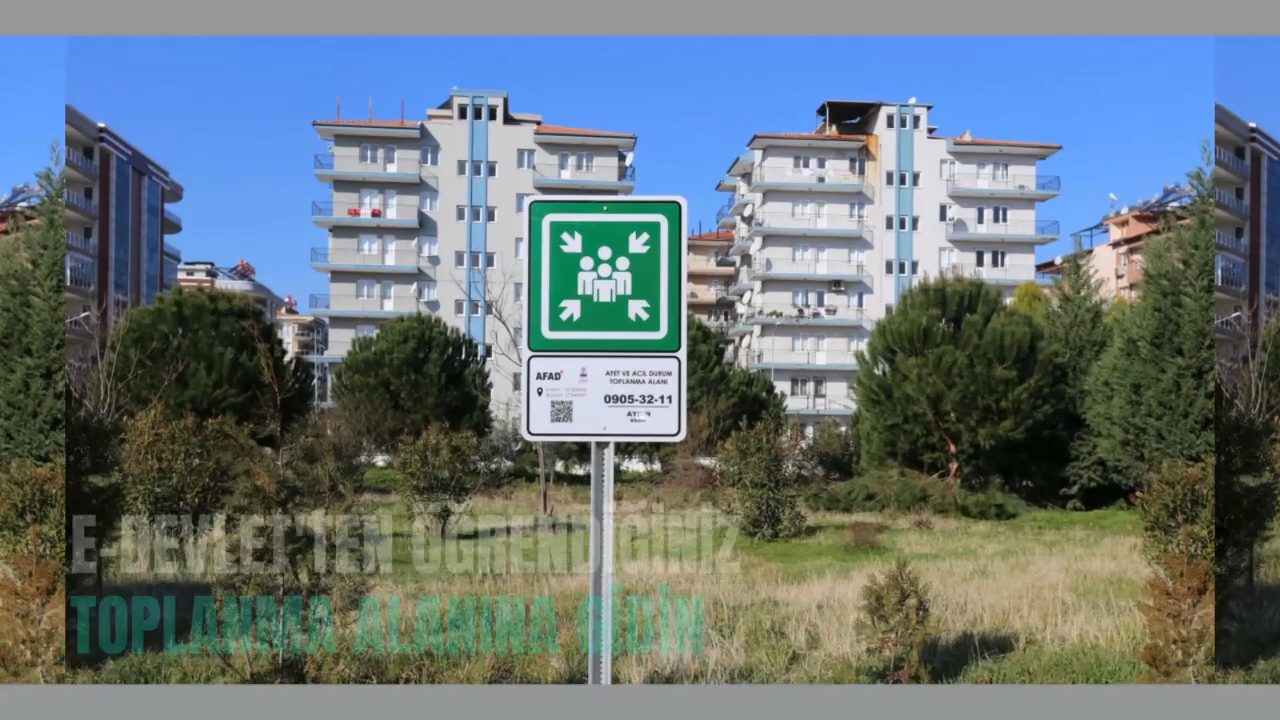 AFAD
AFET VE ACİL DURUM
TOPLANMA ALANI
0905-32-11
AYDIN
Efeler
E-DEVLET'TEN ÖĞRENDİĞİNİZ
TOPLANMA ALANINA GİDİN